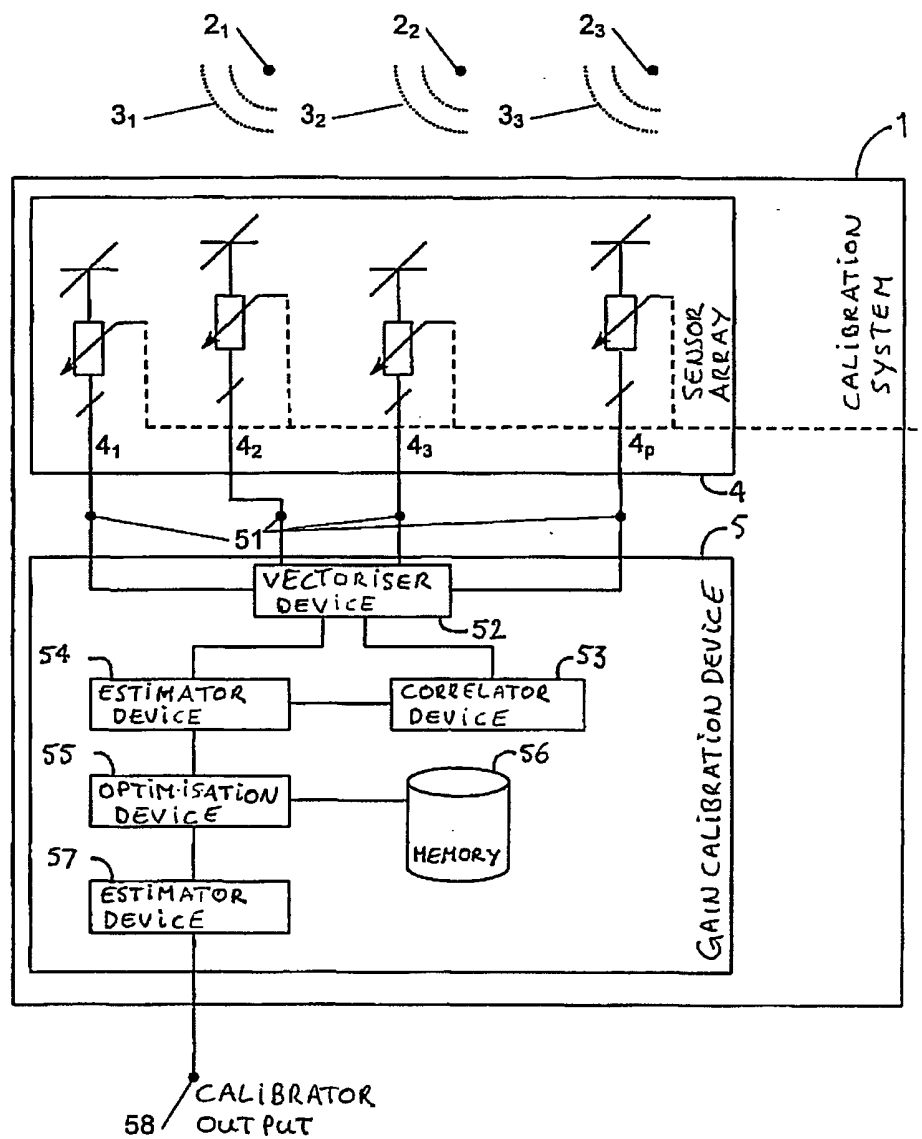 2₁ 2₂ 2₃
3₁ 3₂ 3₃
1
CALIBRATION
SYSTEM
SENSOR
ARRAY
4₁ 4₂ 4₃ 4p
4
51
5
VECTORISER
DEVICE
52
54
ESTIMATOR
DEVICE
53
CORRELATOR
DEVICE
55
OPTIMISATION
DEVICE
56
MEMORY
57
ESTIMATOR
DEVICE
GAIN CALIBRATION DEVICE
58
CALIBRATOR
OUTPUT